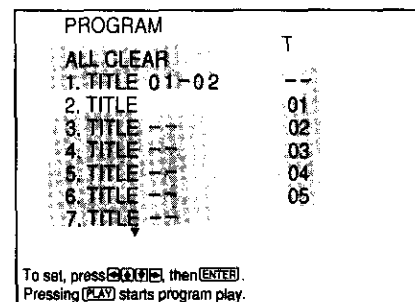 PROGRAM
T
ALL CLEAR
1. TITLE 01-02
--
2. TITLE
01
3. TITLE --
02
4. TITLE --
03
5. TITLE --
04
6. TITLE --
05
7. TITLE --
To set, press ←↓↑→, then ENTER.
Pressing PLAY starts program play.